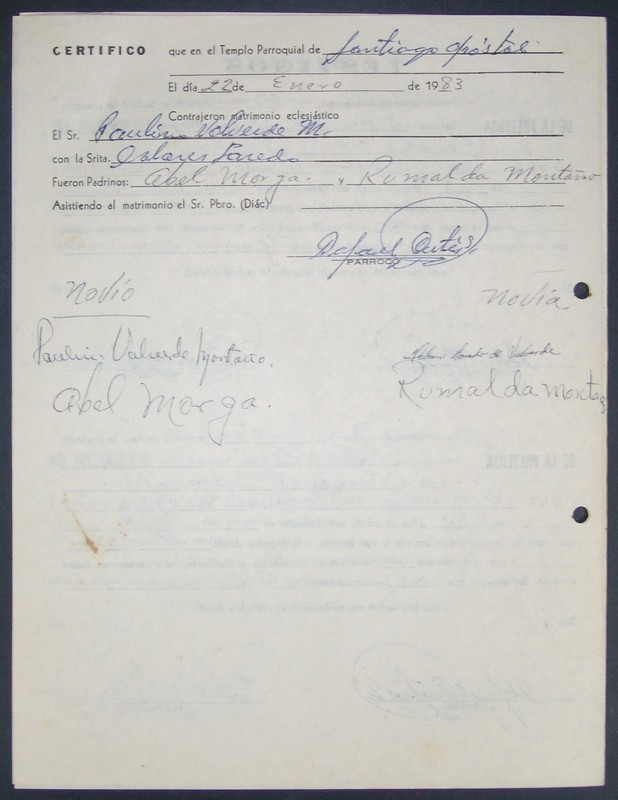 CERTIFICO que en el Templo Parroquial de Santiago Apóstol.
El día 22 de Enero de 1983
Contrajeron matrimonio eclesiástico
El Sr. Paulino Valverde M.
con la Srita. Dolores Paredo
Fueron Padrinos: Abel Morga. y Rumalda Montaño
Asistiendo al matrimonio el Sr. Pbro. (Diác)
Rafael
PARROCO
Novio
Novia
Paulino Valverde Montaño.
de Valverde
Abel Morga.
Rumalda Montaño